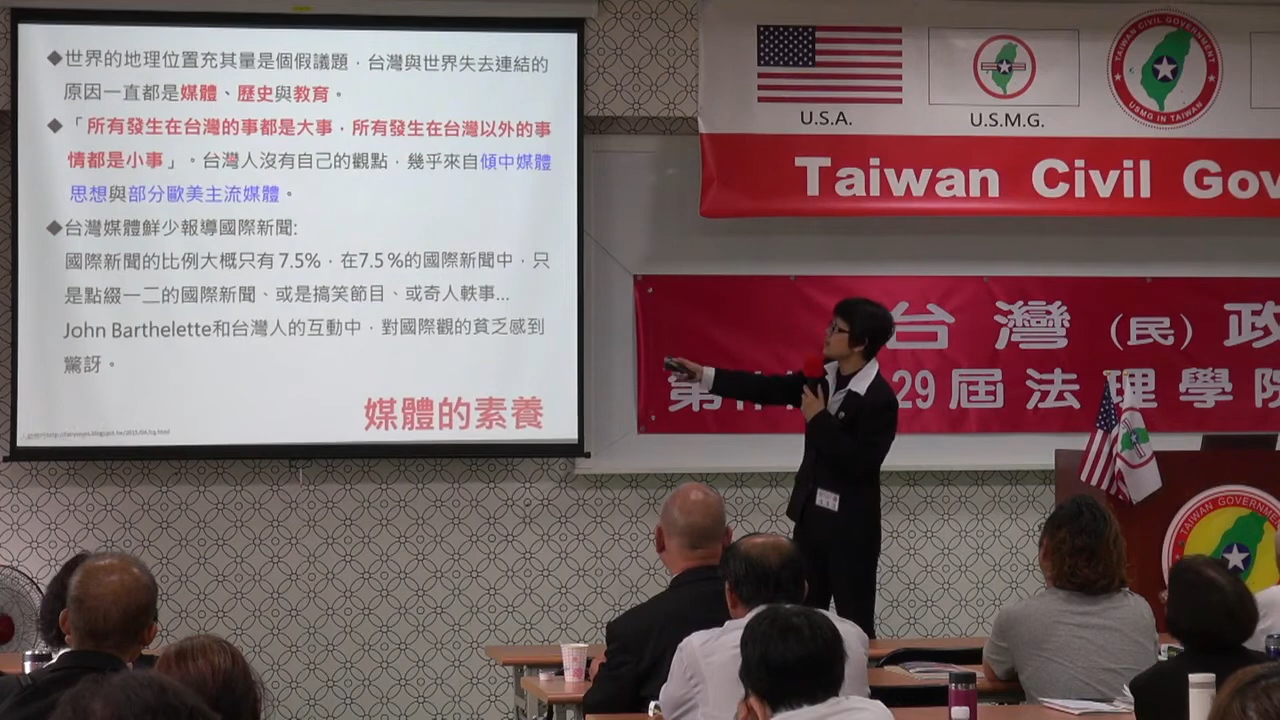 ◆世界的地理位置充其量是個假議題，台灣與世界失去連結的
原因一直都是媒體、歷史與教育。
◆「所有發生在台灣的事都是大事，所有發生在台灣以外的事
情都是小事」。台灣人沒有自己的觀點，幾乎來自傾中媒體
思想與部分歐美主流媒體。
◆台灣媒體鮮少報導國際新聞:
國際新聞的比例大概只有 7.5%，在7.5 %的國際新聞中，只
是點綴一二的國際新聞、或是搞笑節目、或奇人軼事...
John Barthelette和台灣人的互動中，對國際觀的貧乏感到
驚訝。
媒體的素養
U.S.A.
U.S.M.G.
TAIWAN CIVIL GOVERNMENT
USMG IN TAIWAN
Taiwan Civil Gov
台灣（民）政
第
29屆法理學院
TAIWAN GOVERNME